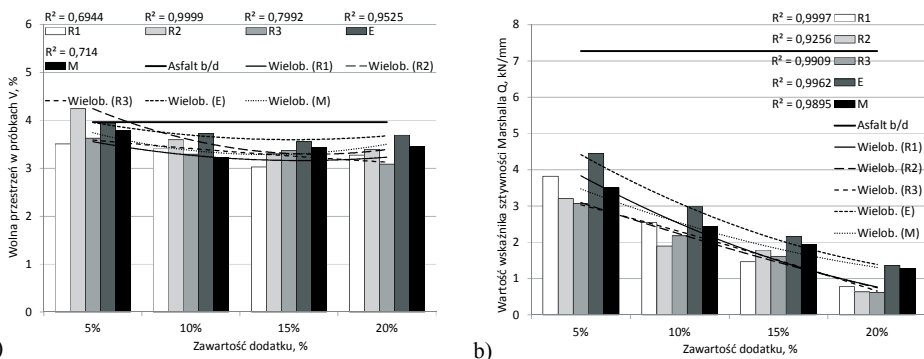 R² = 0,6944 R² = 0,9999 R² = 0,7992 R² = 0,9525
R1 R2 R3 E
R² = 0,714
M Asfalt b/d Wielob. (R1) Wielob. (R2)
Wielob. (R3) Wielob. (E) Wielob. (M)
Wolna przestrzeń w próbkach V, %
6
5
4
3
2
1
0
5% 10% 15% 20%
Zawartość dodatku, %
)
R² = 0,9997 R1
R² = 0,9256 R2
R² = 0,9909 R3
R² = 0,9962 E
R² = 0,9895 M
Asfalt b/d
Wielob. (R1)
Wielob. (R2)
Wielob. (R3)
Wielob. (E)
Wielob. (M)
Wartość wskaźnika sztywności Marshalla Q, kN/mm
8
7
6
5
4
3
2
1
0
5% 10% 15% 20%
Zawartość dodatku, %
b)